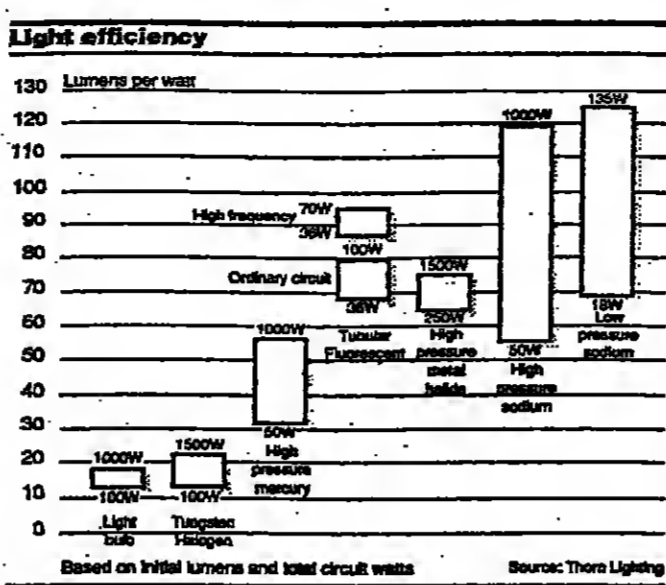 Light efficiency
Lumens per watt
130
120
110
100
90
80
70
60
50
40
30
20
10
0
1000W
100W
Light
bulb
1500W
100W
Tungsten
Halogen
1000W
50W
High
pressure
mercury
High frequency
70W
36W
Ordinary circuit
100W
36W
Tubular
Fluorescent
1500W
250W
High
pressure
metal
halide
1000W
50W
High
pressure
sodium
135W
18W
Low
pressure
sodium
Based on initial lumens and total circuit watts
Source: Thorn Lighting